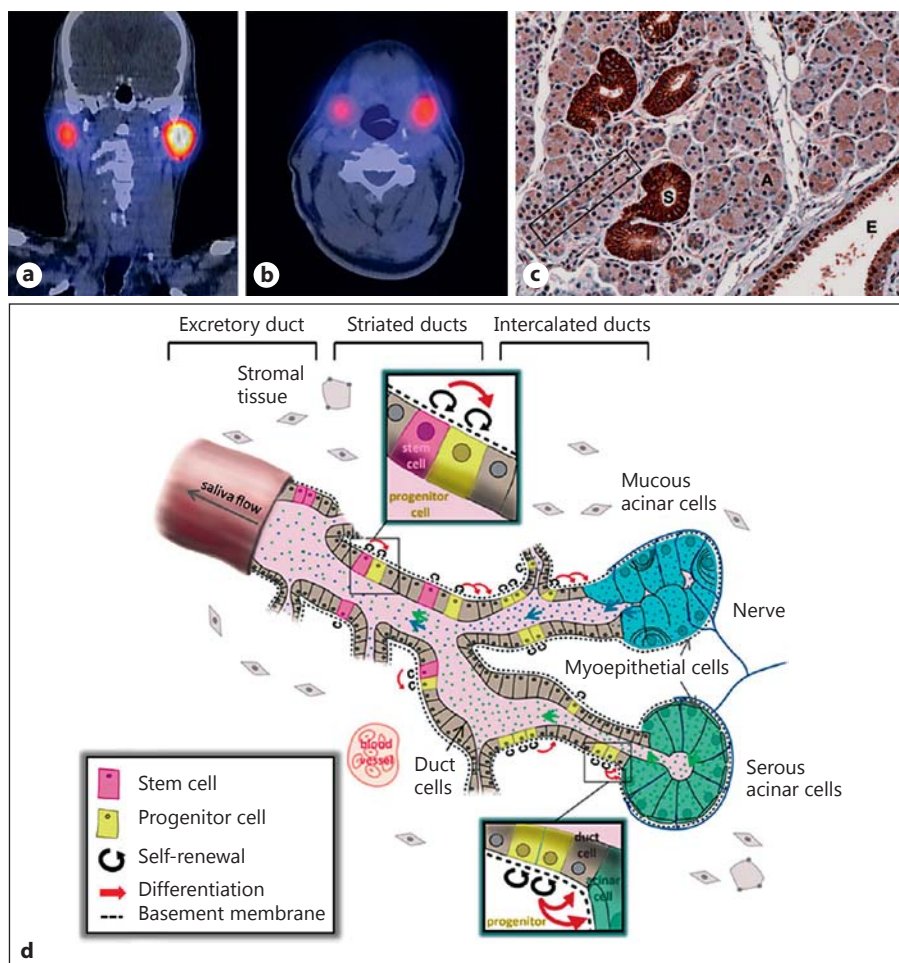 a
b
c
A
S
E
Excretory duct
Striated ducts
Intercalated ducts
Stromal
tissue
stem
cell
progenitor
cell
saliva flow
Mucous
acinar cells
Nerve
Myoepithetial cells
blood
vessel
Duct
cells
Serous
acinar cells
Stem cell
Progenitor cell
Self-renewal
Differentiation
Basement membrane
duct
cell
acinar
cell
progenitor
d